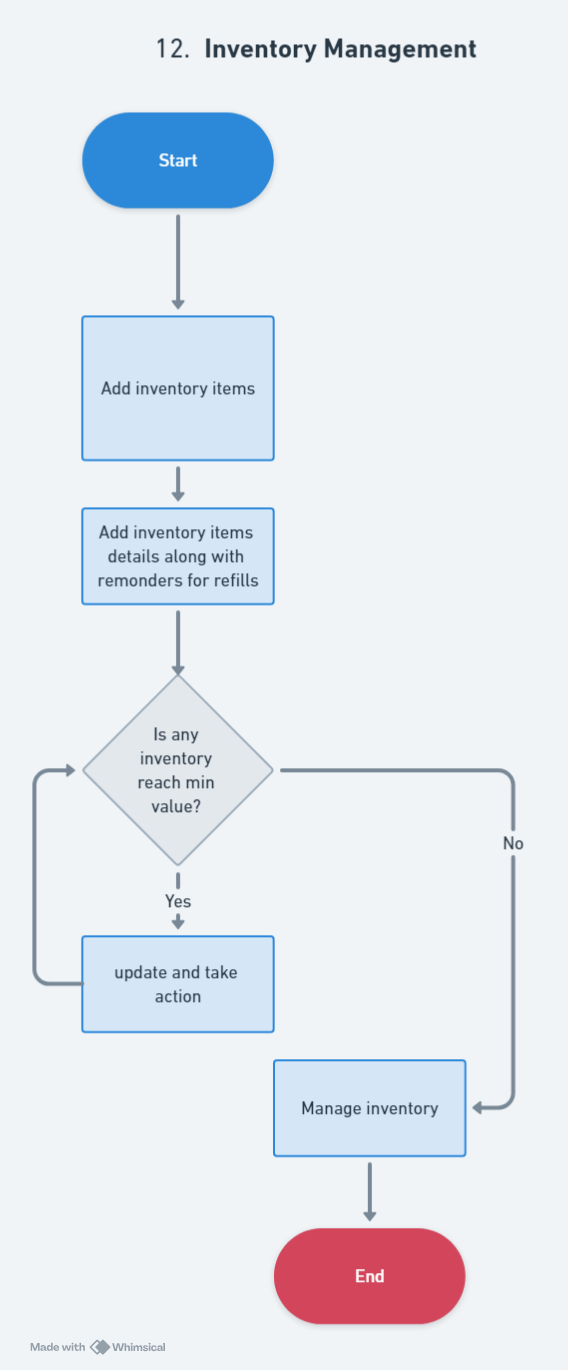 12. Inventory Management
Start
Add inventory items
Add inventory items
details along with
remonders for refills
Is any
inventory
reach min
value?
No
Yes
update and take
action
Manage inventory
End
Made with Whimsical